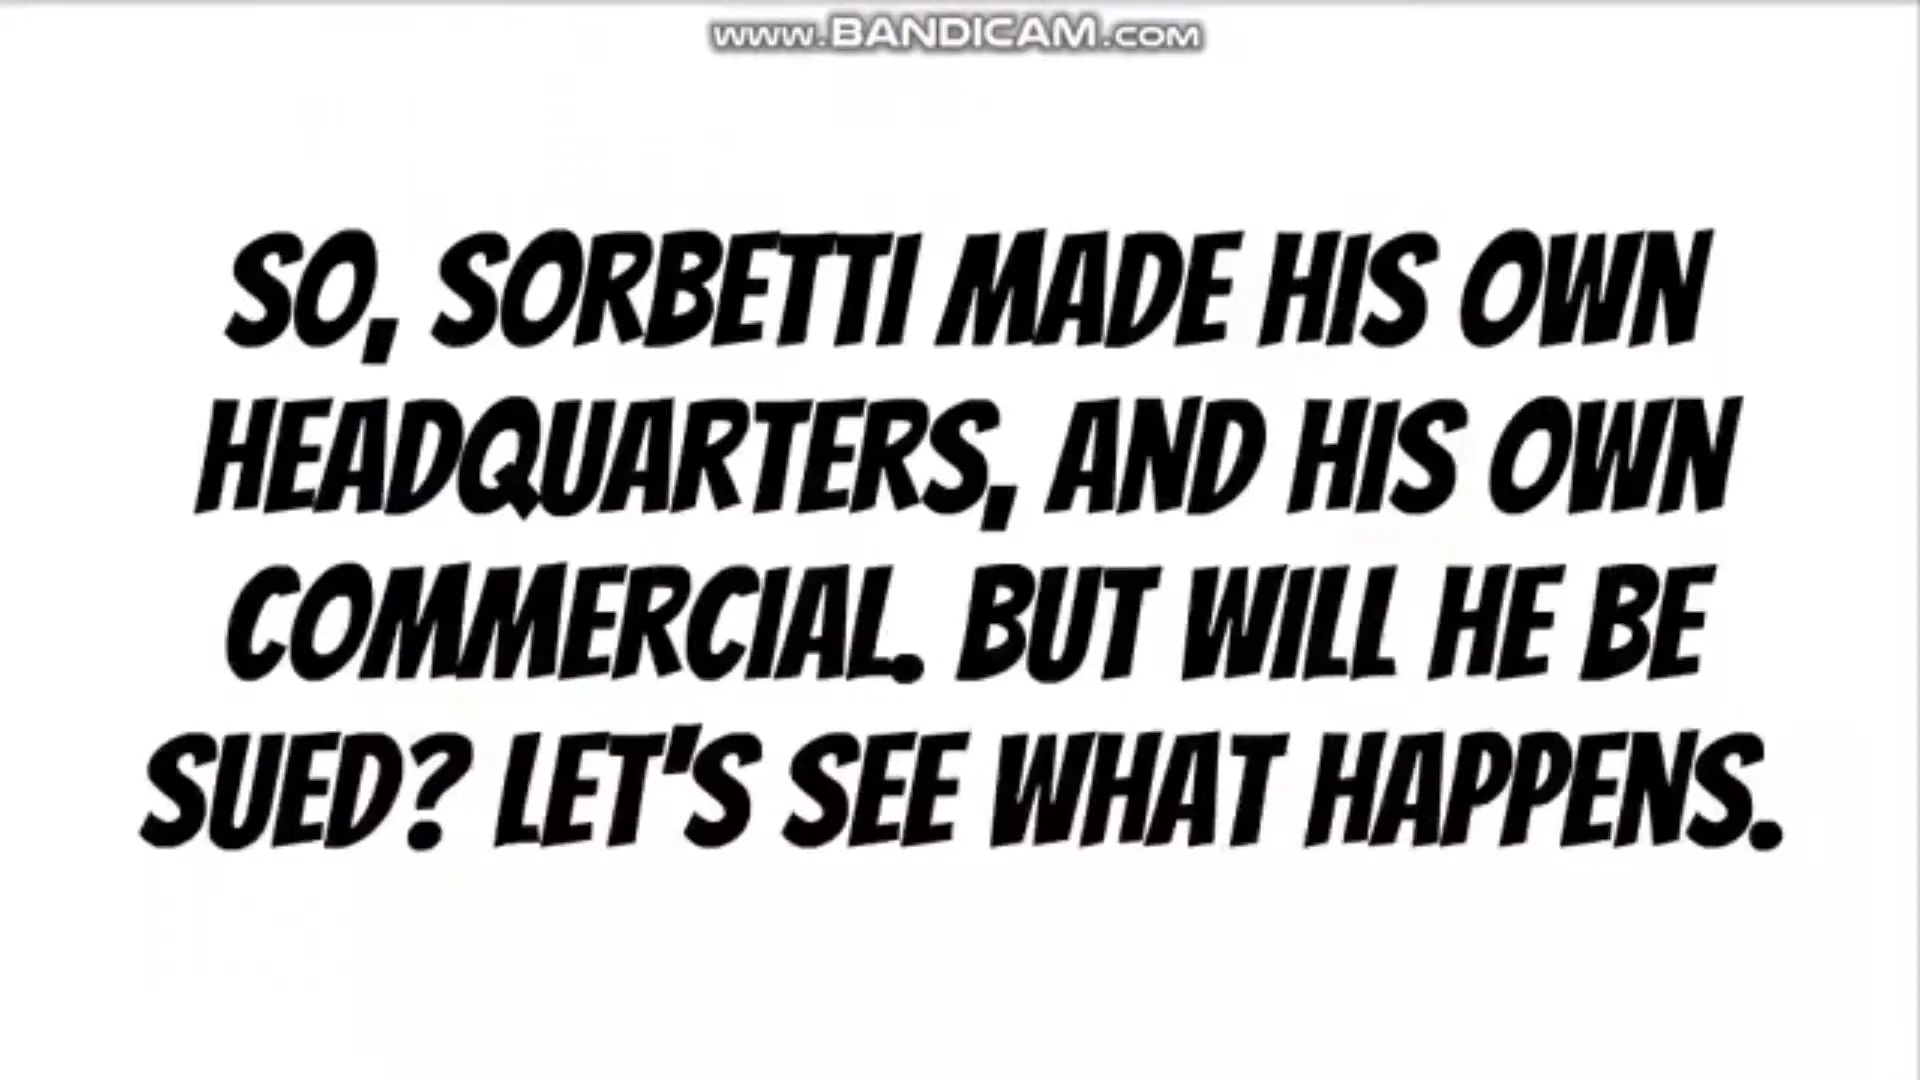 www.BANDICAM.com
SO, SORBETTI MADE HIS OWN
HEADQUARTERS, AND HIS OWN
COMMERCIAL. BUT WILL HE BE
SUED? LET'S SEE WHAT HAPPENS.